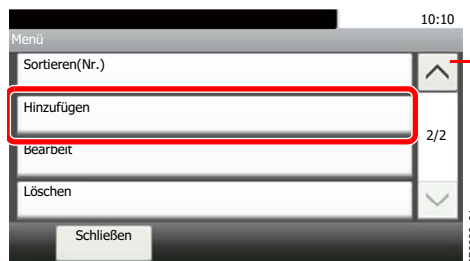 10:10
Menü
Sortieren(Nr.)
Hinzufügen
2/2
Bearbeit
Löschen
Schließen